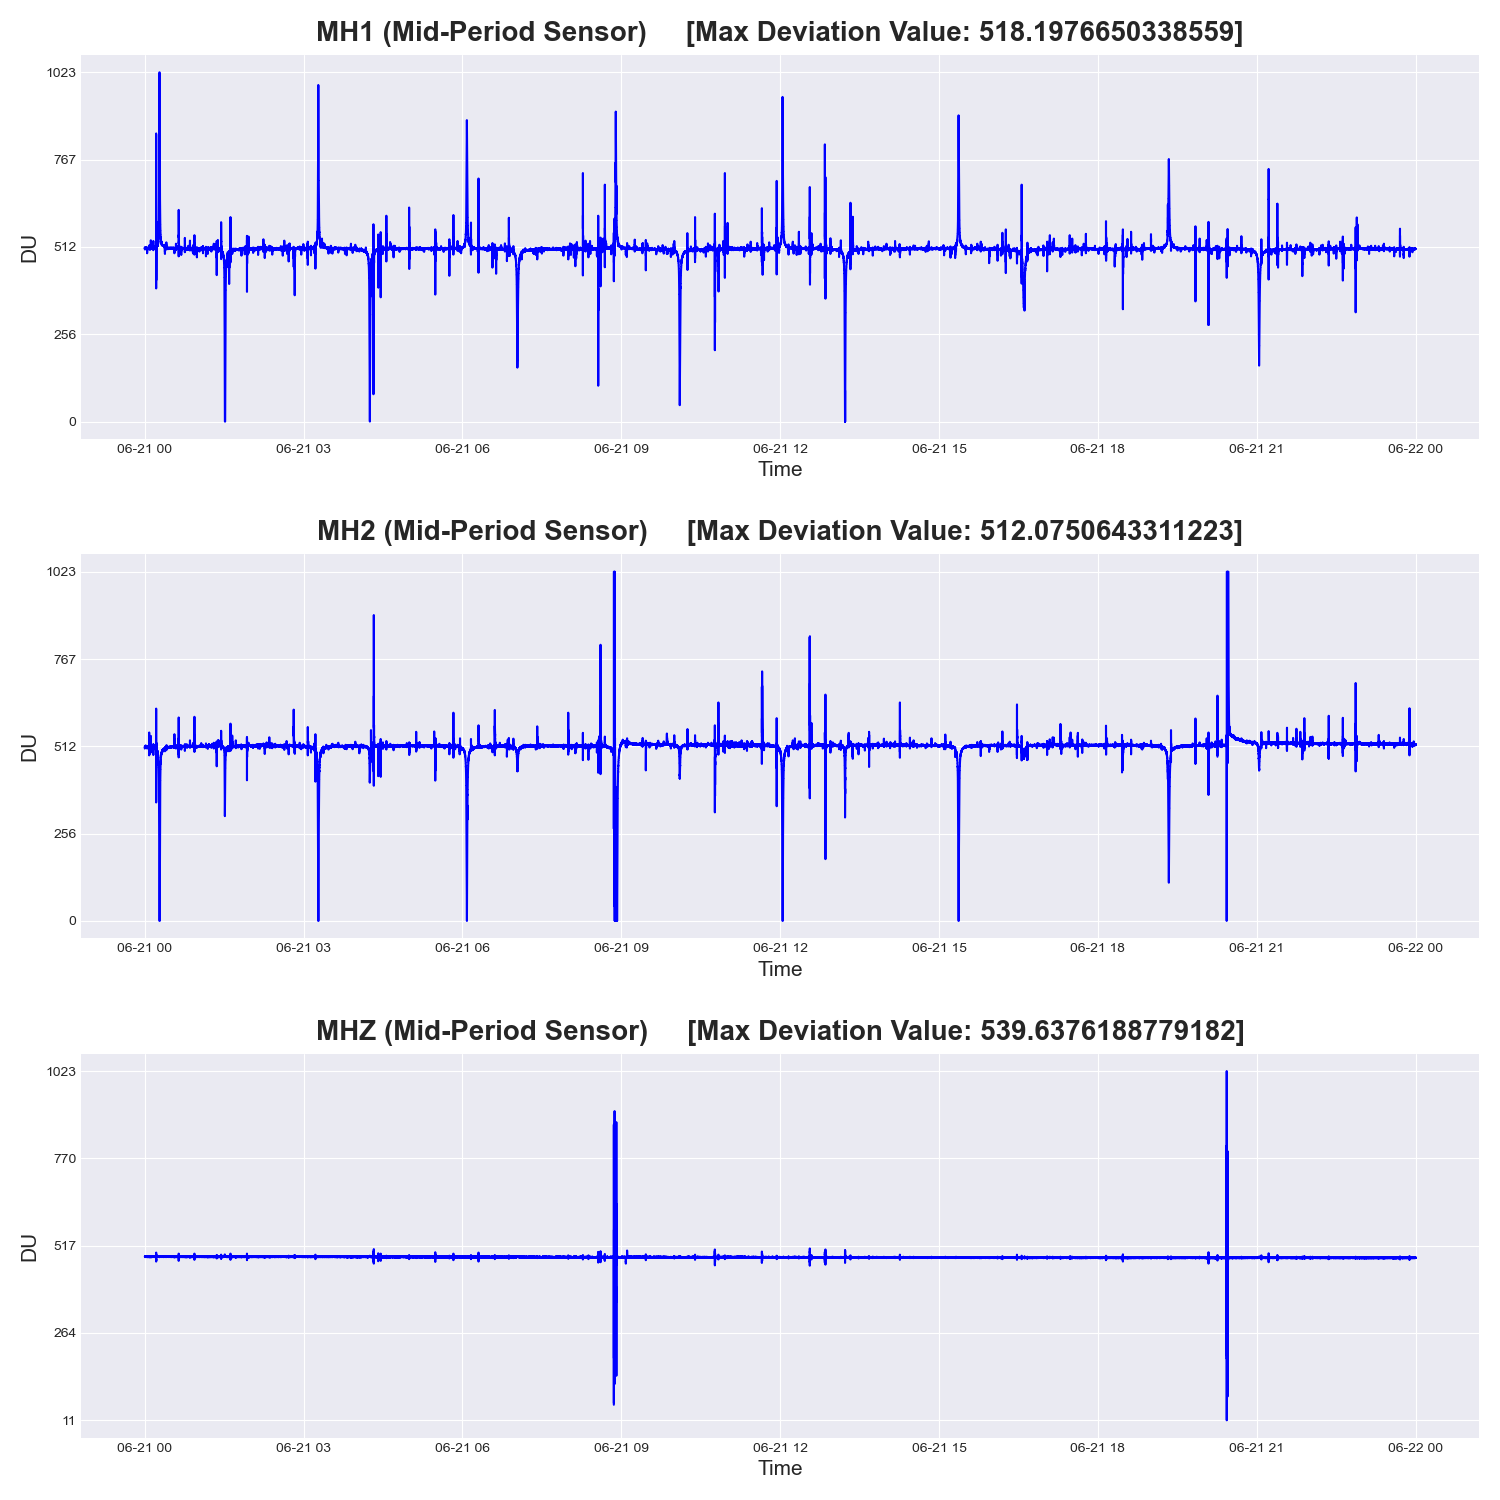 MH1 (Mid-Period Sensor) [Max Deviation Value: 518.1976650338559]
1023
767
512
256
0
DU
06-21 00 06-21 03 06-21 06 06-21 09 06-21 12 06-21 15 06-21 18 06-21 21 06-22 00
Time
MH2 (Mid-Period Sensor) [Max Deviation Value: 512.0750643311223]
1023
767
512
256
0
DU
06-21 00 06-21 03 06-21 06 06-21 09 06-21 12 06-21 15 06-21 18 06-21 21 06-22 00
Time
MHZ (Mid-Period Sensor) [Max Deviation Value: 539.6376188779182]
1023
770
517
264
11
DU
06-21 00 06-21 03 06-21 06 06-21 09 06-21 12 06-21 15 06-21 18 06-21 21 06-22 00
Time